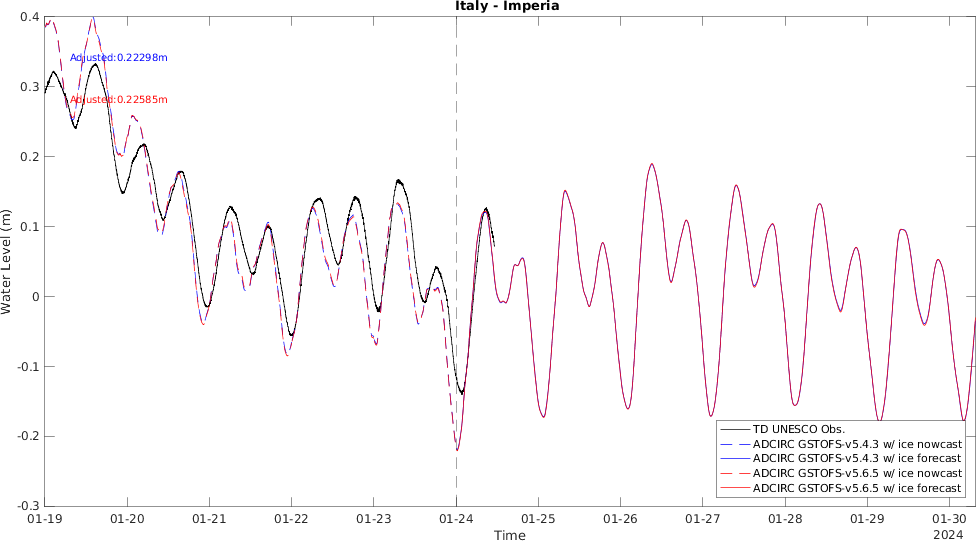 Italy - Imperia
0.4
0.3
0.2
0.1
0
-0.1
-0.2
-0.3
Water Level (m)
Adjusted:0.22298m
Adjusted:0.22585m
TD UNESCO Obs.
ADCIRC GSTOFS-v5.4.3 w/ ice nowcast
ADCIRC GSTOFS-v5.4.3 w/ ice forecast
ADCIRC GSTOFS-v5.6.5 w/ ice nowcast
ADCIRC GSTOFS-v5.6.5 w/ ice forecast
01-19 01-20 01-21 01-22 01-23 01-24 01-25 01-26 01-27 01-28 01-29 01-30
Time
2024